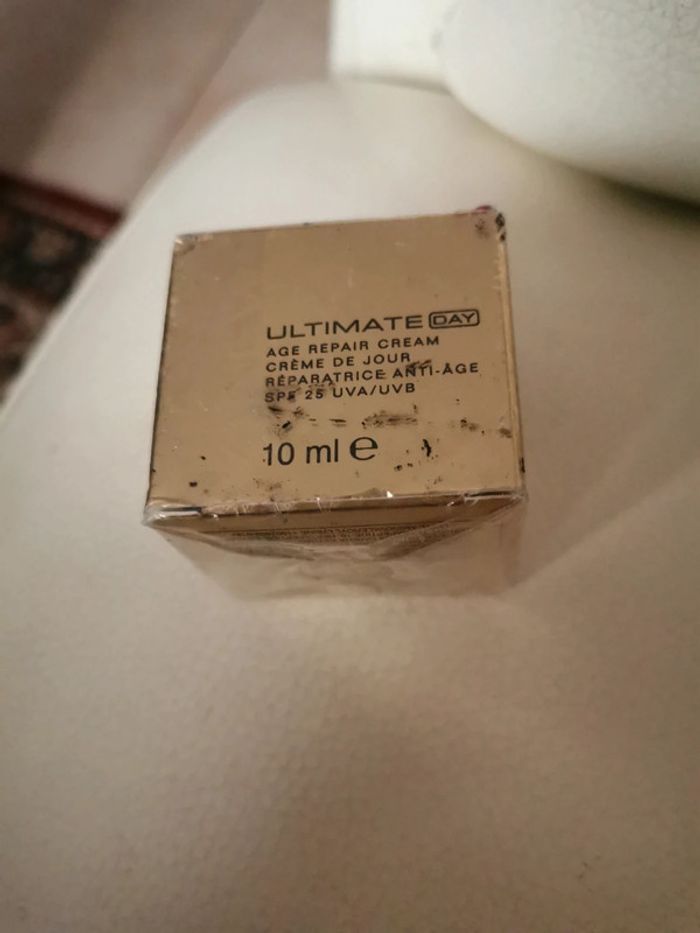 ULTIMATE DAY
AGE REPAIR CREAM
CRÈME DE JOUR
RÉPARATRICE ANTI-ÂGE
SPF 25 UVA/UVB
10 ml ℮